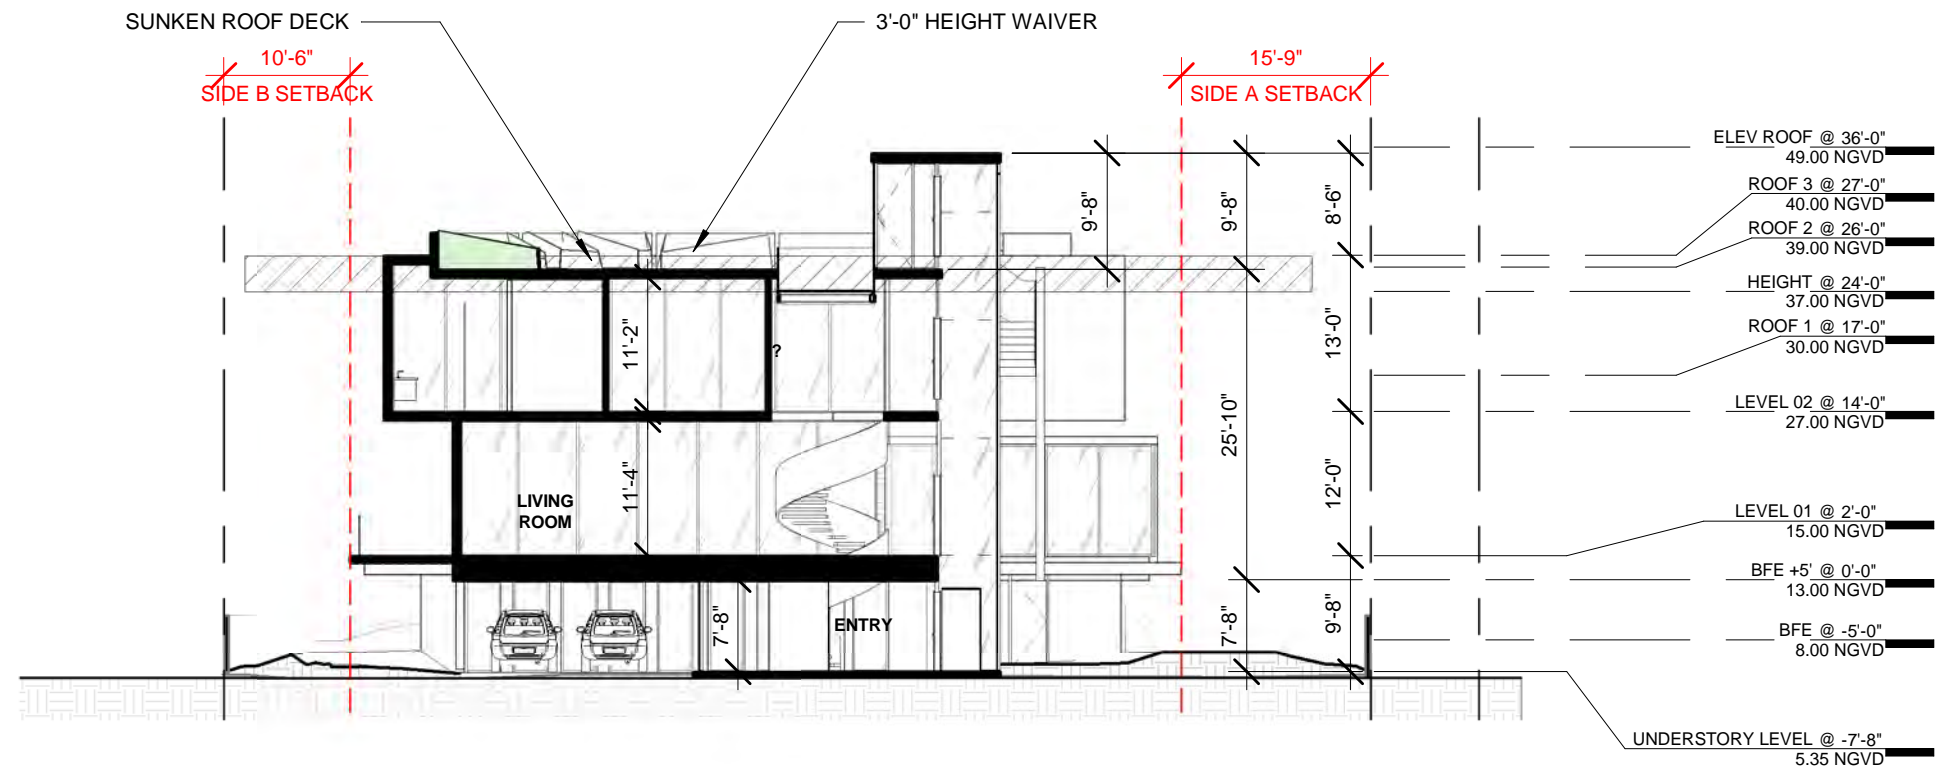 SUNKEN ROOF DECK
3'-0" HEIGHT WAIVER
10'-6"
SIDE B SETBACK
15'-9"
SIDE A SETBACK
ELEV ROOF @ 36'-0"
49.00 NGVD
ROOF 3 @ 27'-0"
40.00 NGVD
ROOF 2 @ 26'-0"
39.00 NGVD
HEIGHT @ 24'-0"
37.00 NGVD
ROOF 1 @ 17'-0"
30.00 NGVD
LEVEL 02 @ 14'-0"
27.00 NGVD
LEVEL 01 @ 2'-0"
15.00 NGVD
BFE +5' @ 0'-0"
13.00 NGVD
BFE @ -5'-0"
8.00 NGVD
UNDERSTORY LEVEL @ -7'-8"
5.35 NGVD
9'-8"
9'-8"
8'-6"
11'-2"
?
13'-0"
25'-10"
11'-4"
12'-0"
LIVING
ROOM
7'-8"
ENTRY
7'-8"
9'-8"